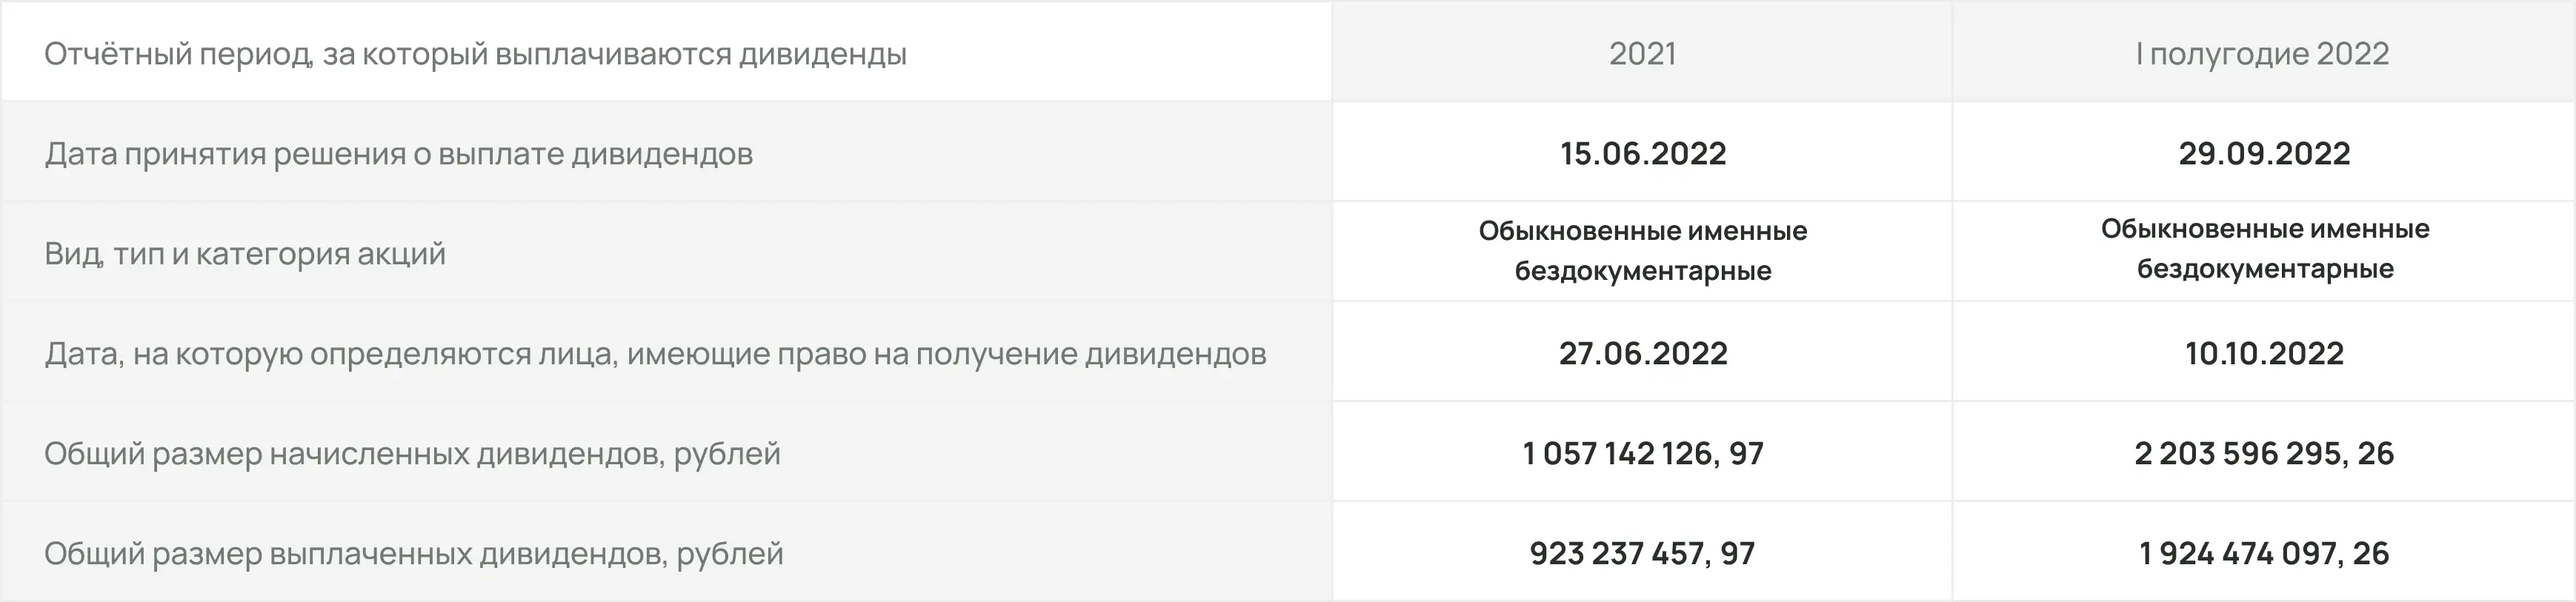 Отчётный период, за который выплачиваются дивиденды 2021 I полугодие 2022
Дата принятия решения о выплате дивидендов 15.06.2022 29.09.2022
Вид, тип и категория акций Обыкновенные именные бездокументарные Обыкновенные именные бездокументарные
Дата, на которую определяются лица, имеющие право на получение дивидендов 27.06.2022 10.10.2022
Общий размер начисленных дивидендов, рублей 1 057 142 126, 97 2 203 596 295, 26
Общий размер выплаченных дивидендов, рублей 923 237 457, 97 1 924 474 097, 26